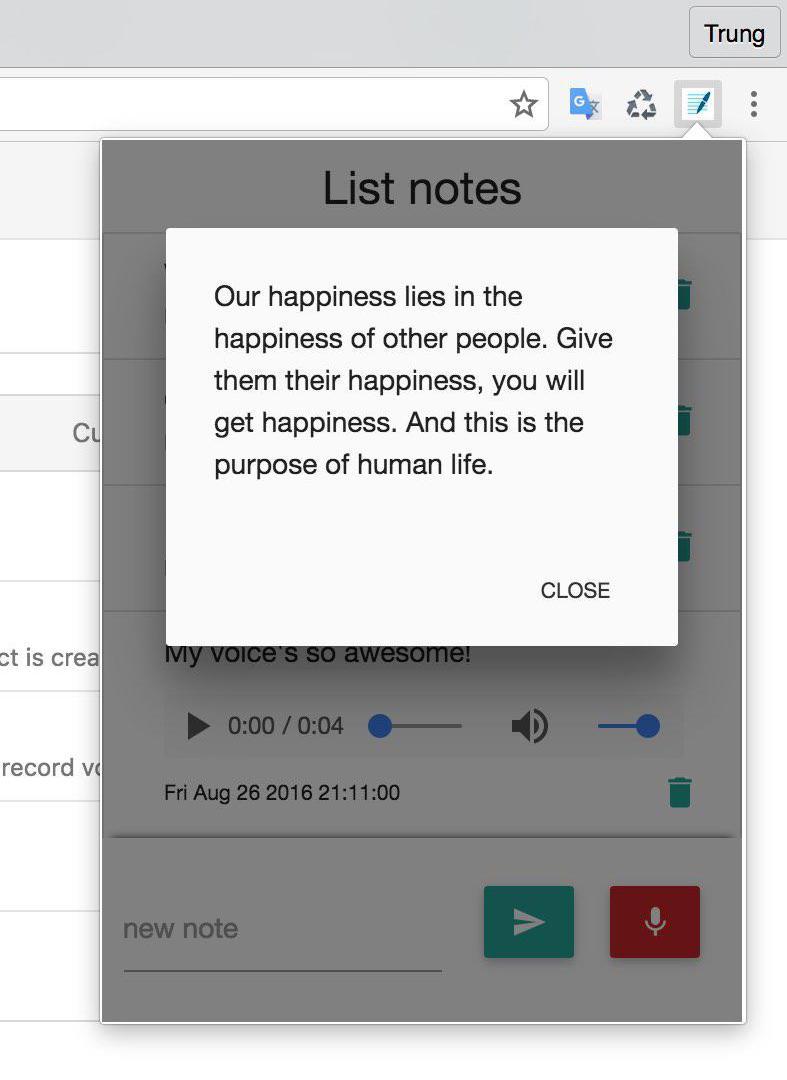 Trung
List notes
Our happiness lies in the
happiness of other people. Give
them their happiness, you will
get happiness. And this is the
purpose of human life.
CLOSE
Cu
ct is crea
My voice's so awesome!
0:00 / 0:04
record vo
Fri Aug 26 2016 21:11:00
new note